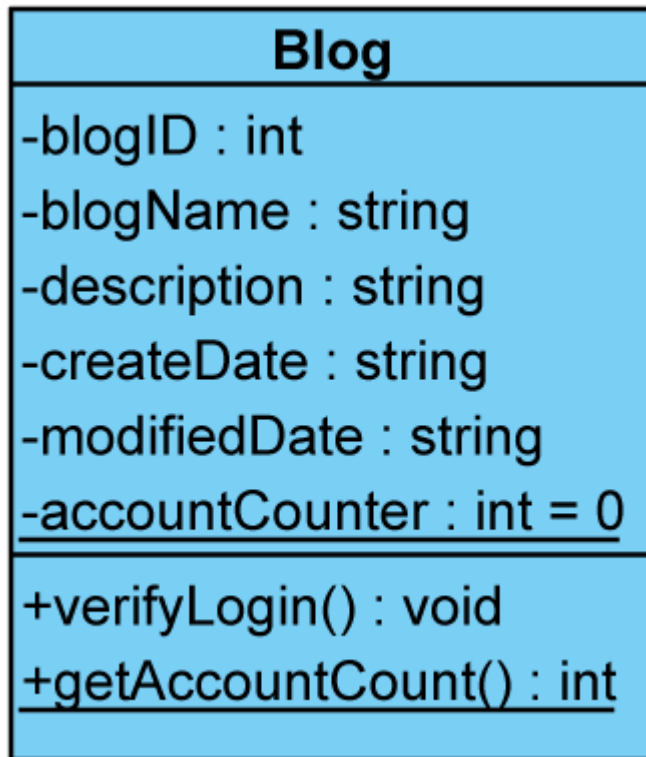 Blog
-blogID : int
-blogName : string
-description : string
-createDate : string
-modifiedDate : string
-accountCounter : int = 0
+verifyLogin() : void
+getAccountCount() : int